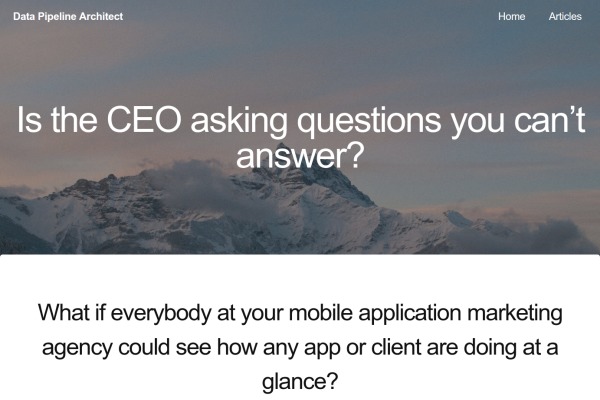 Data Pipeline Architect
Home
Articles
Is the CEO asking questions you can’t
answer?
What if everybody at your mobile application marketing
agency could see how any app or client are doing at a
glance?